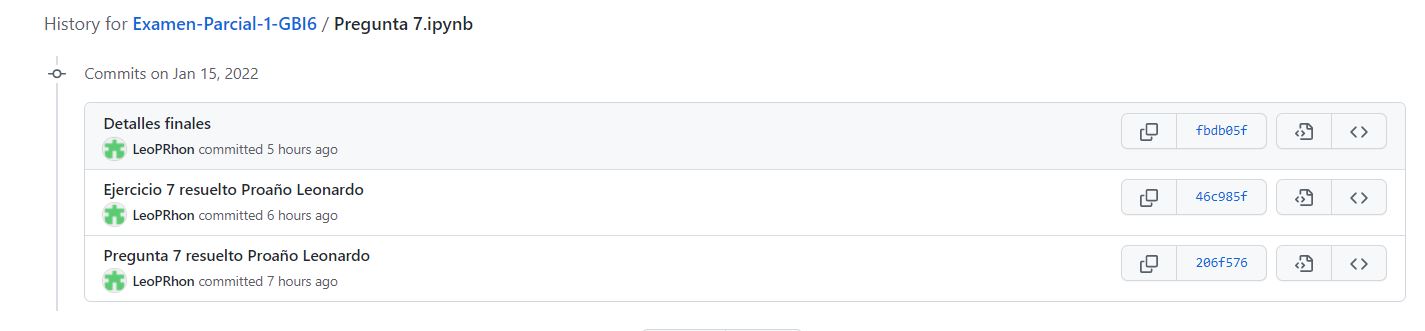 History for Examen-Parcial-1-GBI6 / Pregunta 7.ipynb
Commits on Jan 15, 2022
Detalles finales
fbdb05f
LeoPRhon committed 5 hours ago
Ejercicio 7 resuelto Proaño Leonardo
46c985f
LeoPRhon committed 6 hours ago
Pregunta 7 resuelto Proaño Leonardo
206f576
LeoPRhon committed 7 hours ago